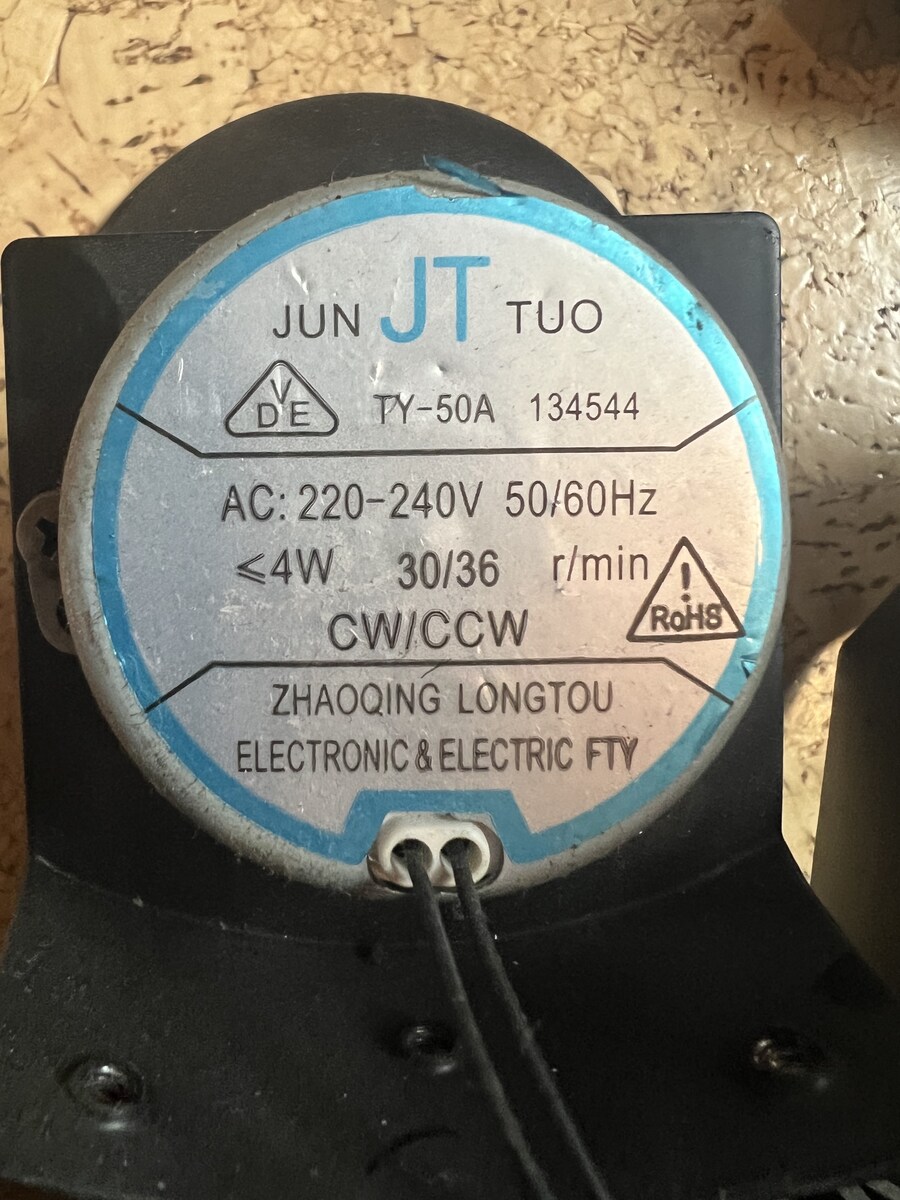 JUN JT TUO
VDE TY-50A 134544
AC: 220-240V 50/60Hz
≤4W 30/36 r/min
! RoHS
CW/CCW
ZHAOQING LONGTOU
ELECTRONIC & ELECTRIC FTY